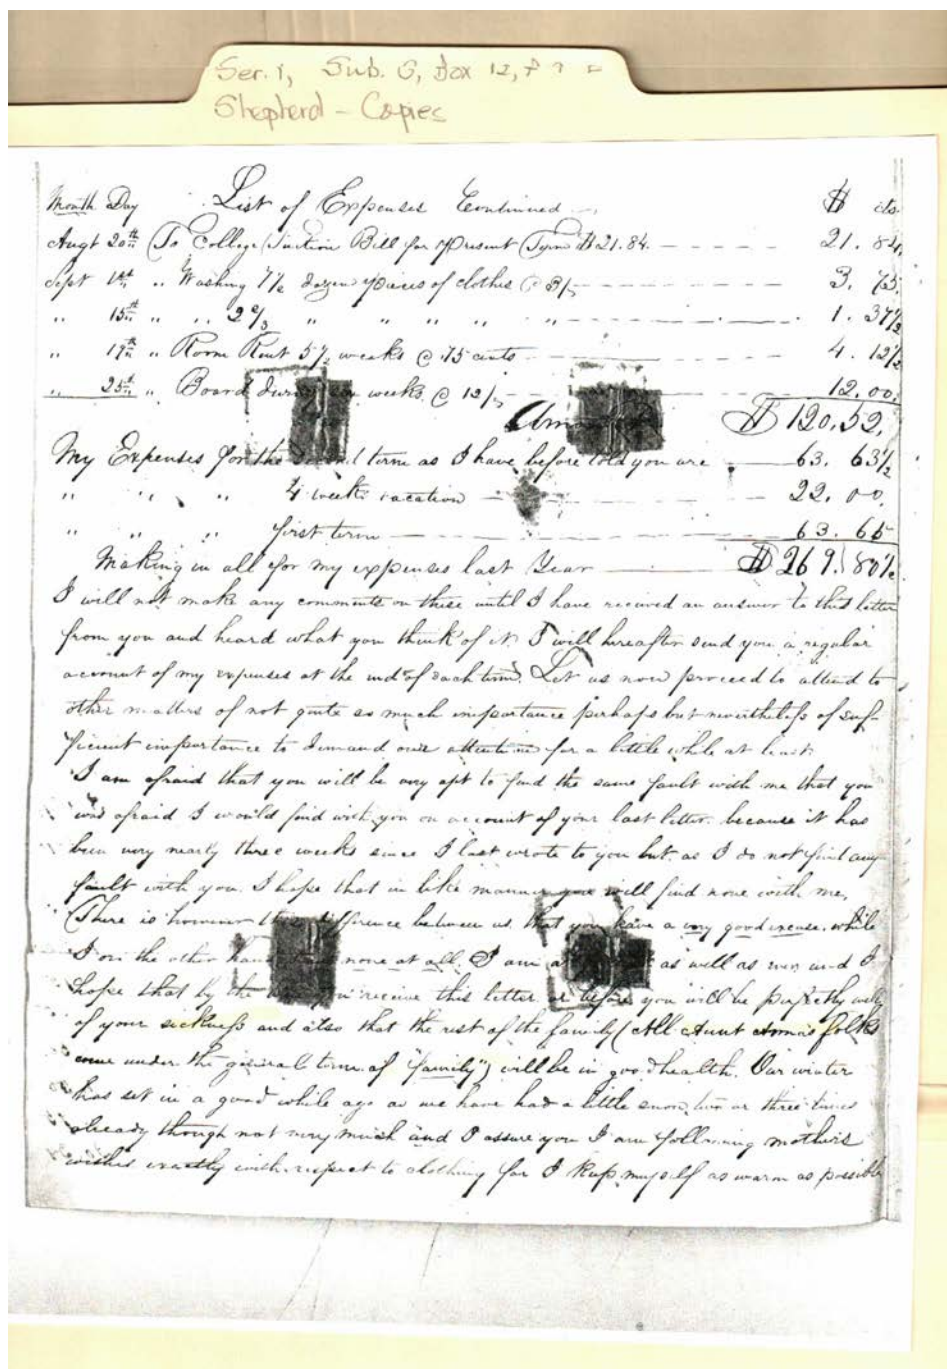 Ser. 1, Sub. G, Box 12, F
Shepherd - Copies
Month Day List of Expenses Continued $ cts.
Augt 20th To College Tuition Bill for Present Term $21.84. 21. 84.
Sept 1st " Washing 7½ dozen pieces of clothes @ 3. 75.
" 15th " " 2 " " " " " 1. 37½
" 19th " Room Rent 5½ weeks @ 75 cents 4. 12½
" 25th " Board during weeks @ 12/ 12. 00.
$120.52.
My Expenses for the term as I have before told you are 63. 63½
" " " 4 weeks vacation 22. 00.
" " " first term 63. 65
Making in all for my expenses last Year $269. 80½
I will not make any comments on these until I have received an answer to this letter
from you and heard what you think of it. I will hereafter send you a regular
account of my expenses at the end of each term. Let us now proceed to attend to
other matters of not quite so much importance perhaps but nevertheless of suf-
ficient importance to demand our attention for a little while at least.
I am afraid that you will be very apt to find the same fault with me that you
was afraid I would find with you on account of your last letter. because it has
been very nearly three weeks since I last wrote to you but as I do not find any
fault with you. I hope that in like manner you will find none with me,
There is however this difference between us. that you have a very good excuse. while
I on the other hand none at all. I am as well as ever and I
hope that by the you receive this letter or before you will be perfectly well
of your sickness and also that the rest of the family (All Aunt Anna's folks
come under the general term of "family") will be in good health. Our winter
has set in a good while ago as we have had a little snow, two or three times
already though not very much and I assure you I am following mother's
wishes exactly with respect to clothing for I keep myself as warm as possible